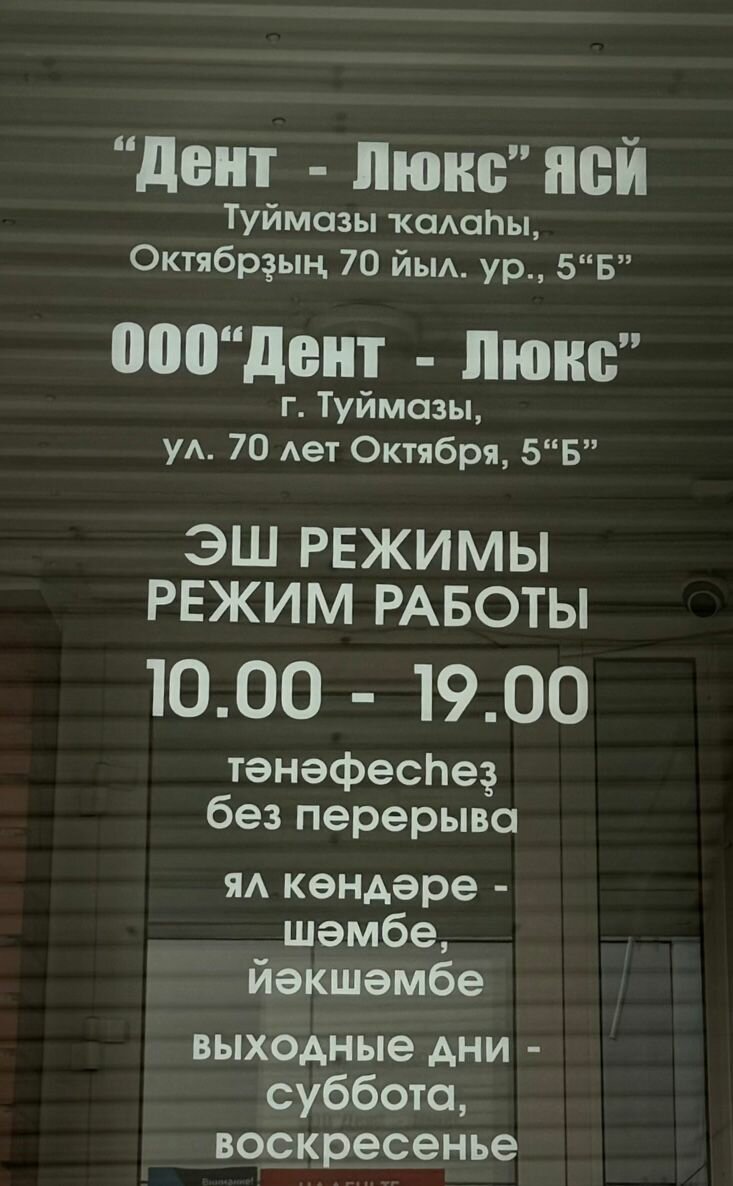 “Дент - Люкс” ЯСЙ
Туймазы ҡалаһы,
Октябрҙың 70 йыл. ур., 5“Б”
ООО“Дент - Люкс”
г. Туймазы,
ул. 70 лет Октября, 5“Б”
ЭШ РЕЖИМЫ
РЕЖИМ РАБОТЫ
10.00 - 19.00
тәнәфесһеҙ
без перерыва
ял көндәре -
шәмбе,
йәкшәмбе
выходные дни -
суббота,
воскресенье
Внимание!